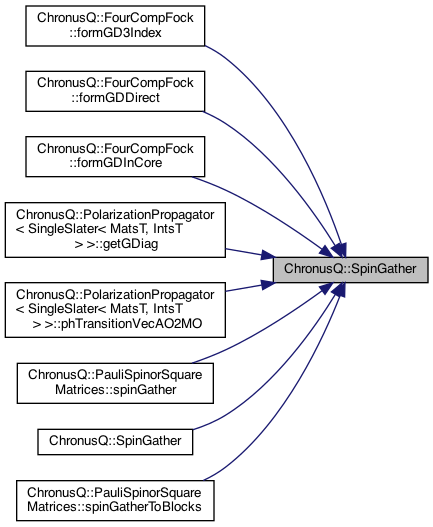 ChronusQ::FourCompFock
::formGD3Index
ChronusQ::FourCompFock
::formGDDirect
ChronusQ::FourCompFock
::formGDInCore
ChronusQ::PolarizationPropagator
< SingleSlater< MatsT, IntsT
> >::getGDiag
ChronusQ::SpinGather
ChronusQ::PolarizationPropagator
< SingleSlater< MatsT, IntsT
> >::phTransitionVecAO2MO
ChronusQ::PauliSpinorSquare
Matrices::spinGather
ChronusQ::SpinGather
ChronusQ::PauliSpinorSquare
Matrices::spinGatherToBlocks